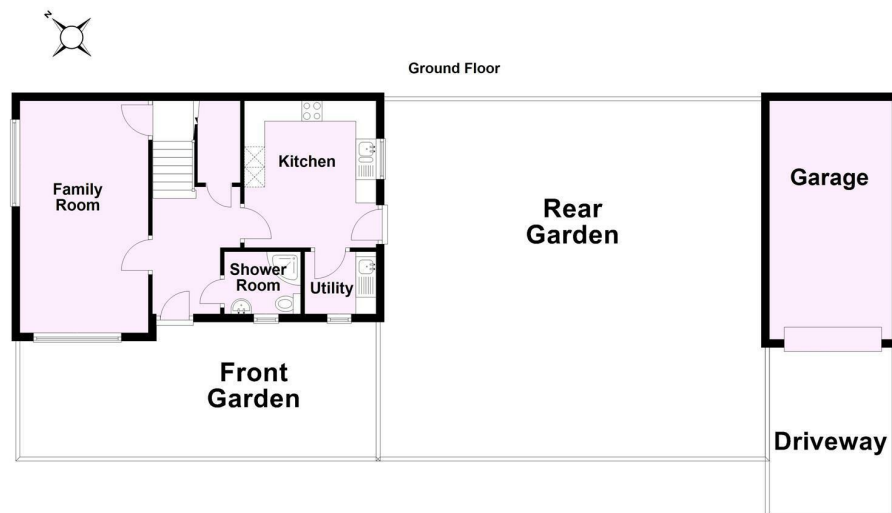 N
Ground Floor
Family
Room
Kitchen
Garage
Rear
Garden
Shower
Room
Utility
Front
Garden
Driveway